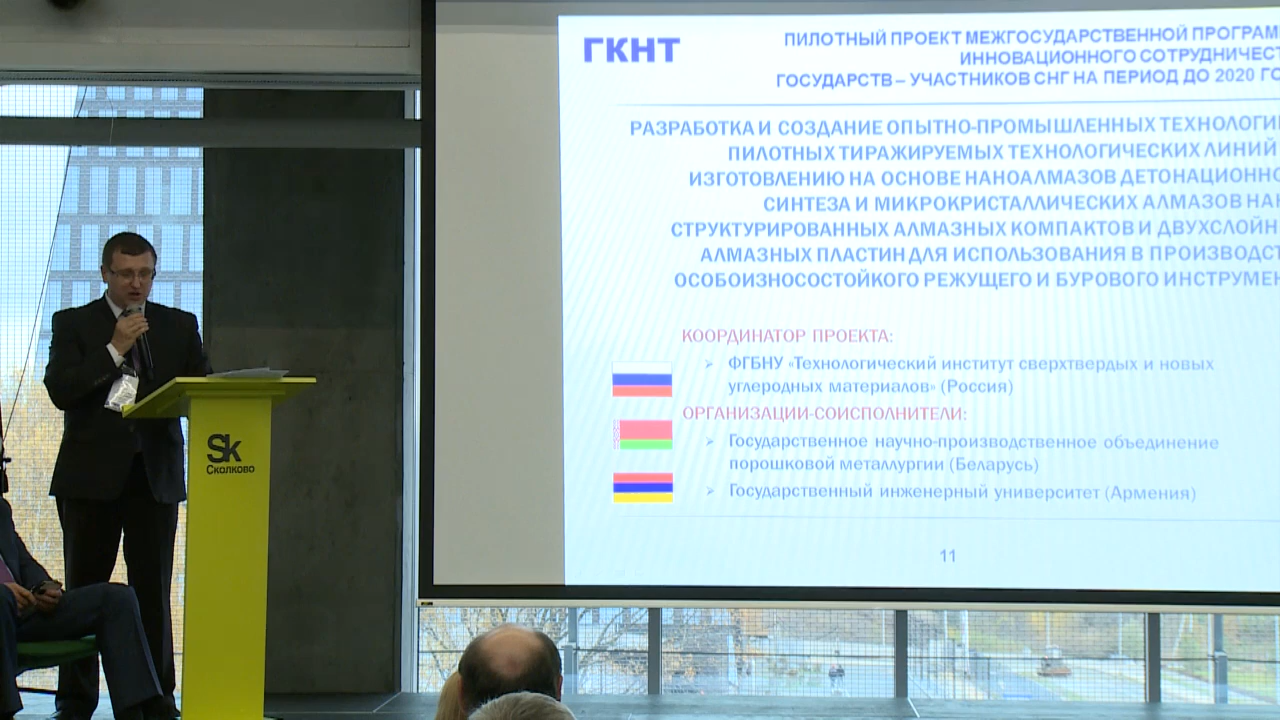 ГКНТ
ПИЛОТНЫЙ ПРОЕКТ МЕЖГОСУДАРСТВЕННОЙ
ИННОВАЦИОННОГО
ГОСУДАРСТВ – УЧАСТНИКОВ СНГ НА ПЕРИОД ДО 2020
РАЗРАБОТКА И СОЗДАНИЕ ОПЫТНО-ПРОМЫШЛЕННЫХ
ПИЛОТНЫХ ТИРАЖИРУЕМЫХ ТЕХНОЛОГИЧЕСКИХ ЛИНИЙ
ИЗГОТОВЛЕНИЮ НА ОСНОВЕ НАНОАЛМАЗОВ
СИНТЕЗА И МИКРОКРИСТАЛЛИЧЕСКИХ АЛМАЗОВ
СТРУКТУРИРОВАННЫХ АЛМАЗНЫХ КОМПАКТОВ И
АЛМАЗНЫХ ПЛАСТИН ДЛЯ ИСПОЛЬЗОВАНИЯ В
ОСОБОИЗНОСОСТОЙКОГО РЕЖУЩЕГО И БУРОВОГО
КООРДИНАТОР ПРОЕКТА:
ФГБНУ «Технологический институт сверхтвердых и новых
углеродных материалов» (Россия)
ОРГАНИЗАЦИИ-СОИСПОЛНИТЕЛИ:
Государственное научно-производственное объединение
порошковой металлургии (Беларусь)
Государственный инженерный университет (Армения)
11
Sk
Сколково